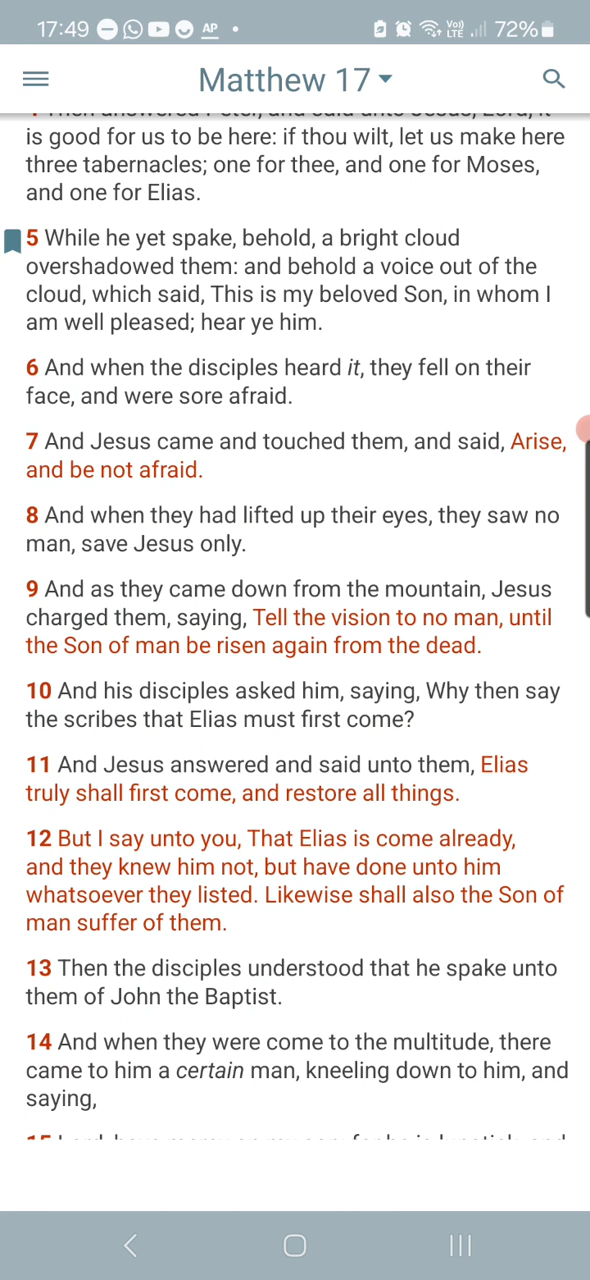 17:49 AP • Vo) LTE 72%
Matthew 17
is good for us to be here: if thou wilt, let us make here
three tabernacles; one for thee, and one for Moses,
and one for Elias.
5 While he yet spake, behold, a bright cloud
overshadowed them: and behold a voice out of the
cloud, which said, This is my beloved Son, in whom I
am well pleased; hear ye him.
6 And when the disciples heard it, they fell on their
face, and were sore afraid.
7 And Jesus came and touched them, and said, Arise,
and be not afraid.
8 And when they had lifted up their eyes, they saw no
man, save Jesus only.
9 And as they came down from the mountain, Jesus
charged them, saying, Tell the vision to no man, until
the Son of man be risen again from the dead.
10 And his disciples asked him, saying, Why then say
the scribes that Elias must first come?
11 And Jesus answered and said unto them, Elias
truly shall first come, and restore all things.
12 But I say unto you, That Elias is come already,
and they knew him not, but have done unto him
whatsoever they listed. Likewise shall also the Son of
man suffer of them.
13 Then the disciples understood that he spake unto
them of John the Baptist.
14 And when they were come to the multitude, there
came to him a certain man, kneeling down to him, and
saying,